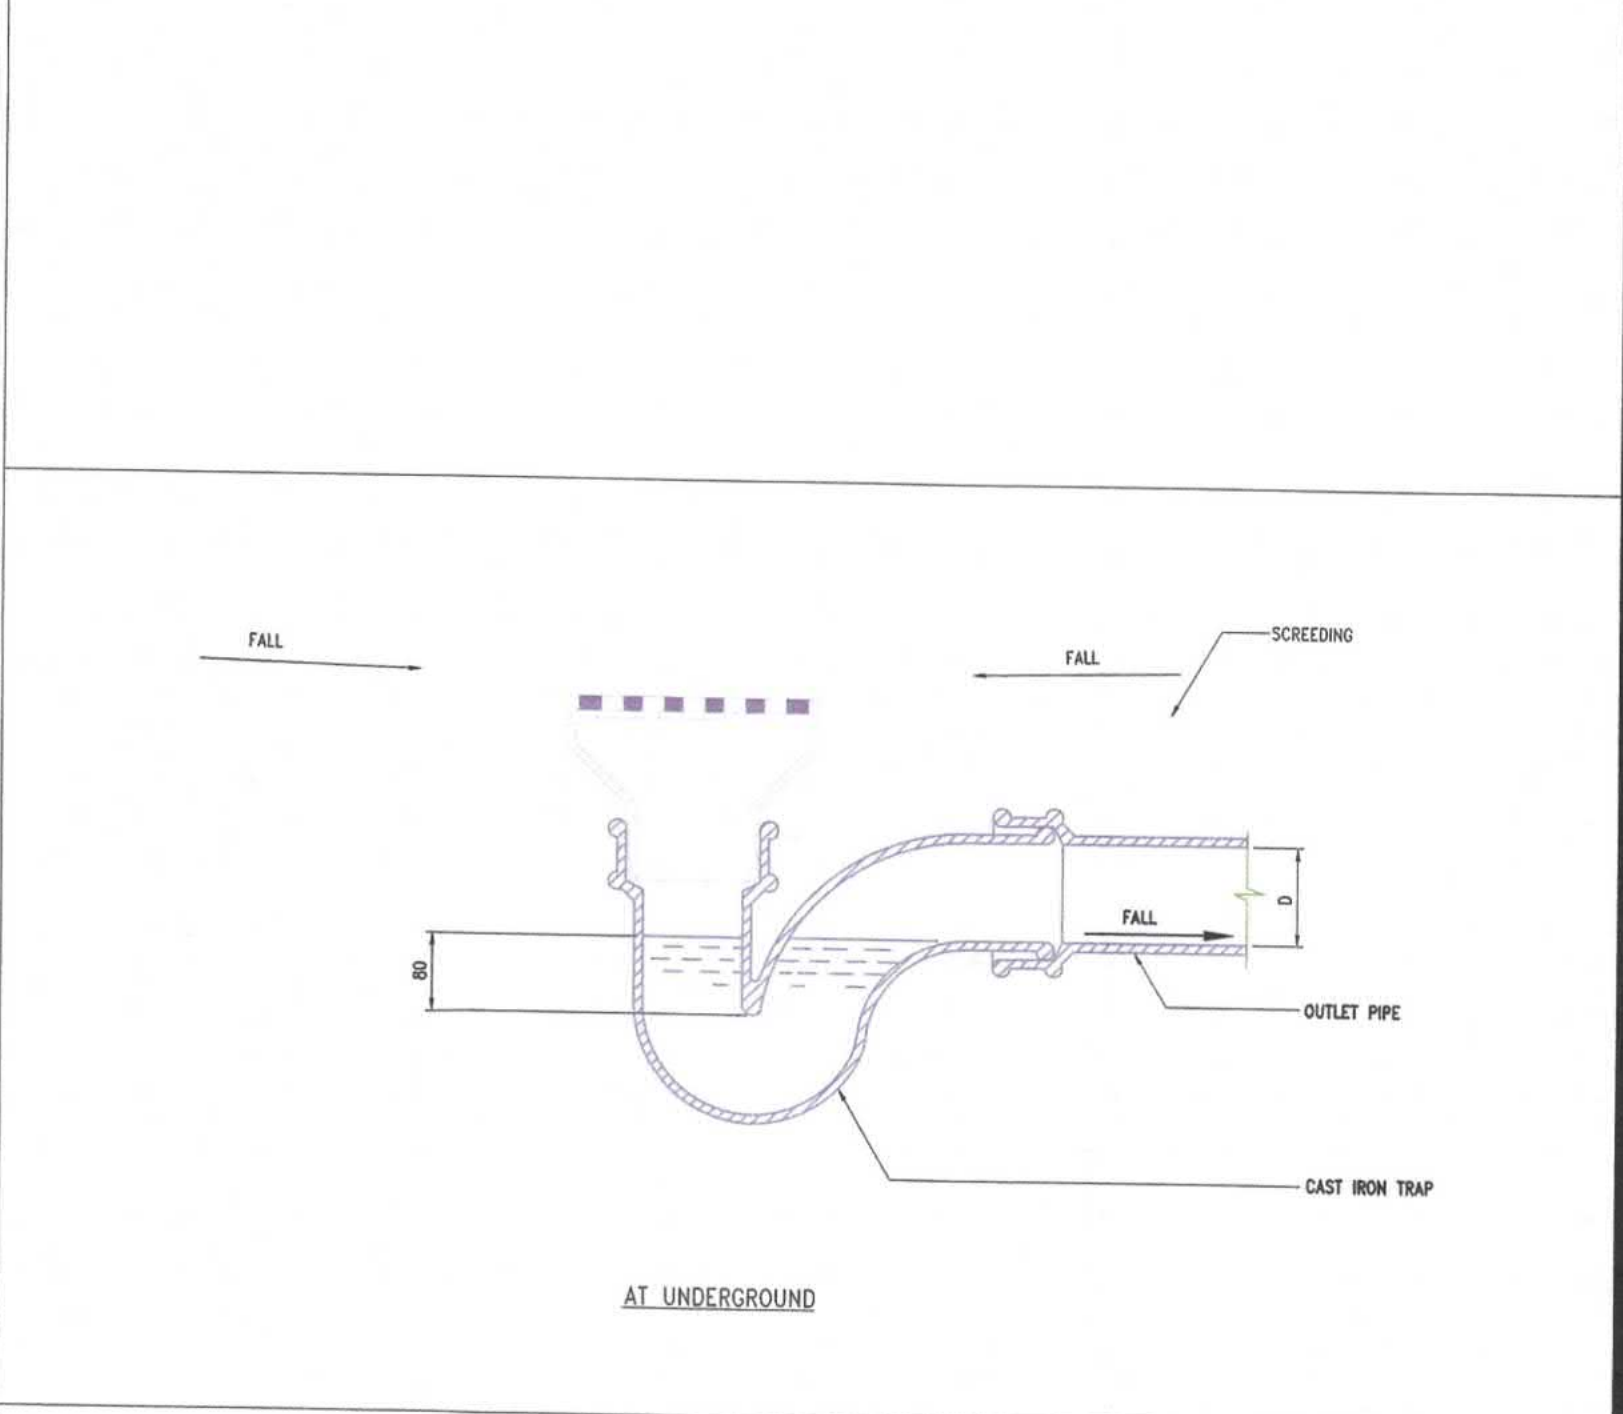 SCREEDING
FALL
FALL
D
FALL
80
OUTLET PIPE
CAST IRON TRAP
AT UNDERGROUND